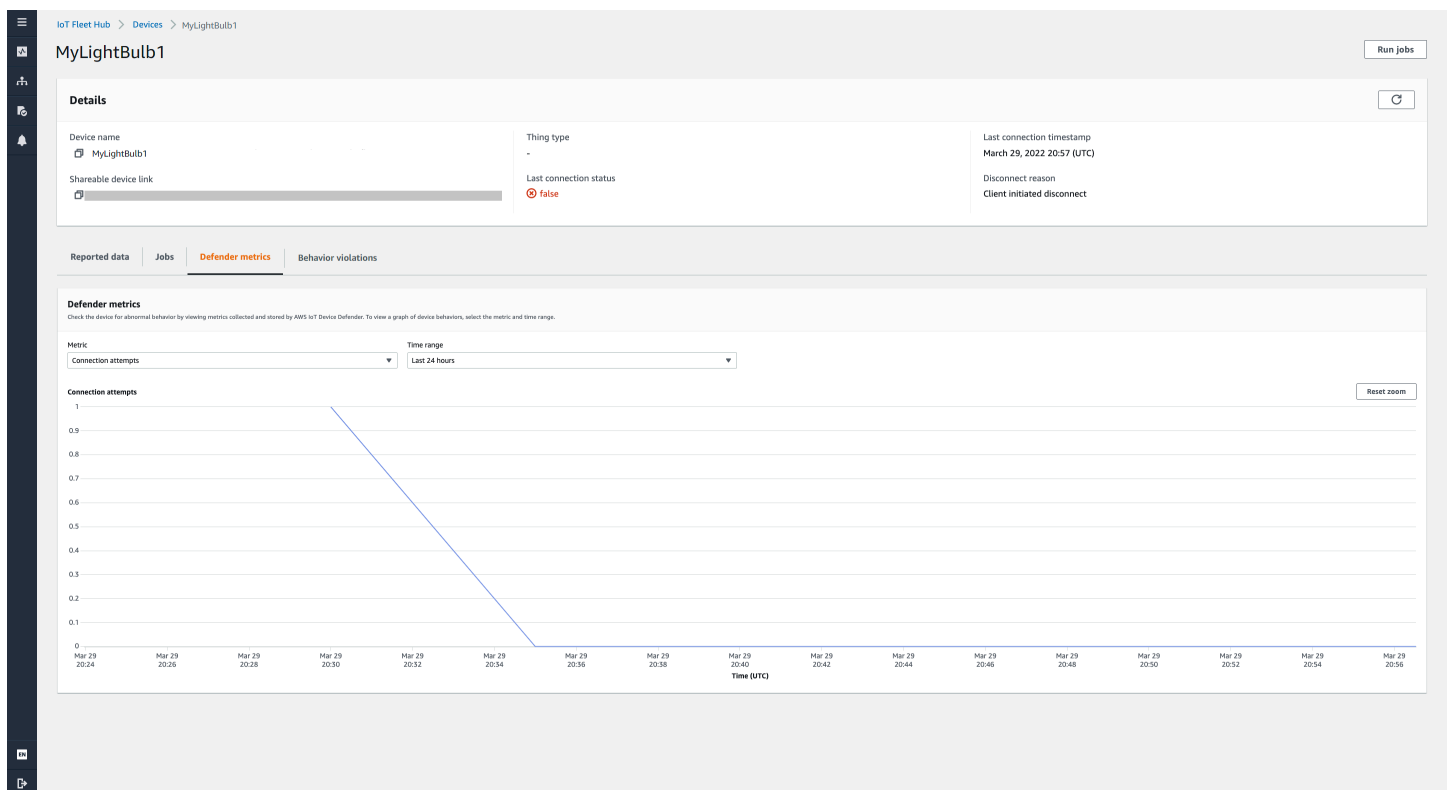 IoT Fleet Hub > Devices > MyLightBulb1
MyLightBulb1
Run jobs
Details
Device name
MyLightBulb1
Shareable device link
Thing type
-
Last connection status
false
Last connection timestamp
March 29, 2022 20:57 (UTC)
Disconnect reason
Client initiated disconnect
Reported data
Jobs
Defender metrics
Behavior violations
Defender metrics
Check the device for abnormal behavior by viewing metrics collected and stored by AWS IoT Device Defender. To view a graph of device behaviors, select the metric and time range.
Metric
Connection attempts
Time range
Last 24 hours
Connection attempts
Reset zoom
1
0.9
0.8
0.7
0.6
0.5
0.4
0.3
0.2
0.1
0
Mar 29 20:24
Mar 29 20:26
Mar 29 20:28
Mar 29 20:30
Mar 29 20:32
Mar 29 20:34
Mar 29 20:36
Mar 29 20:38
Mar 29 20:40
Mar 29 20:42
Mar 29 20:44
Mar 29 20:46
Mar 29 20:48
Mar 29 20:50
Mar 29 20:52
Mar 29 20:54
Mar 29 20:56
Time (UTC)
EN